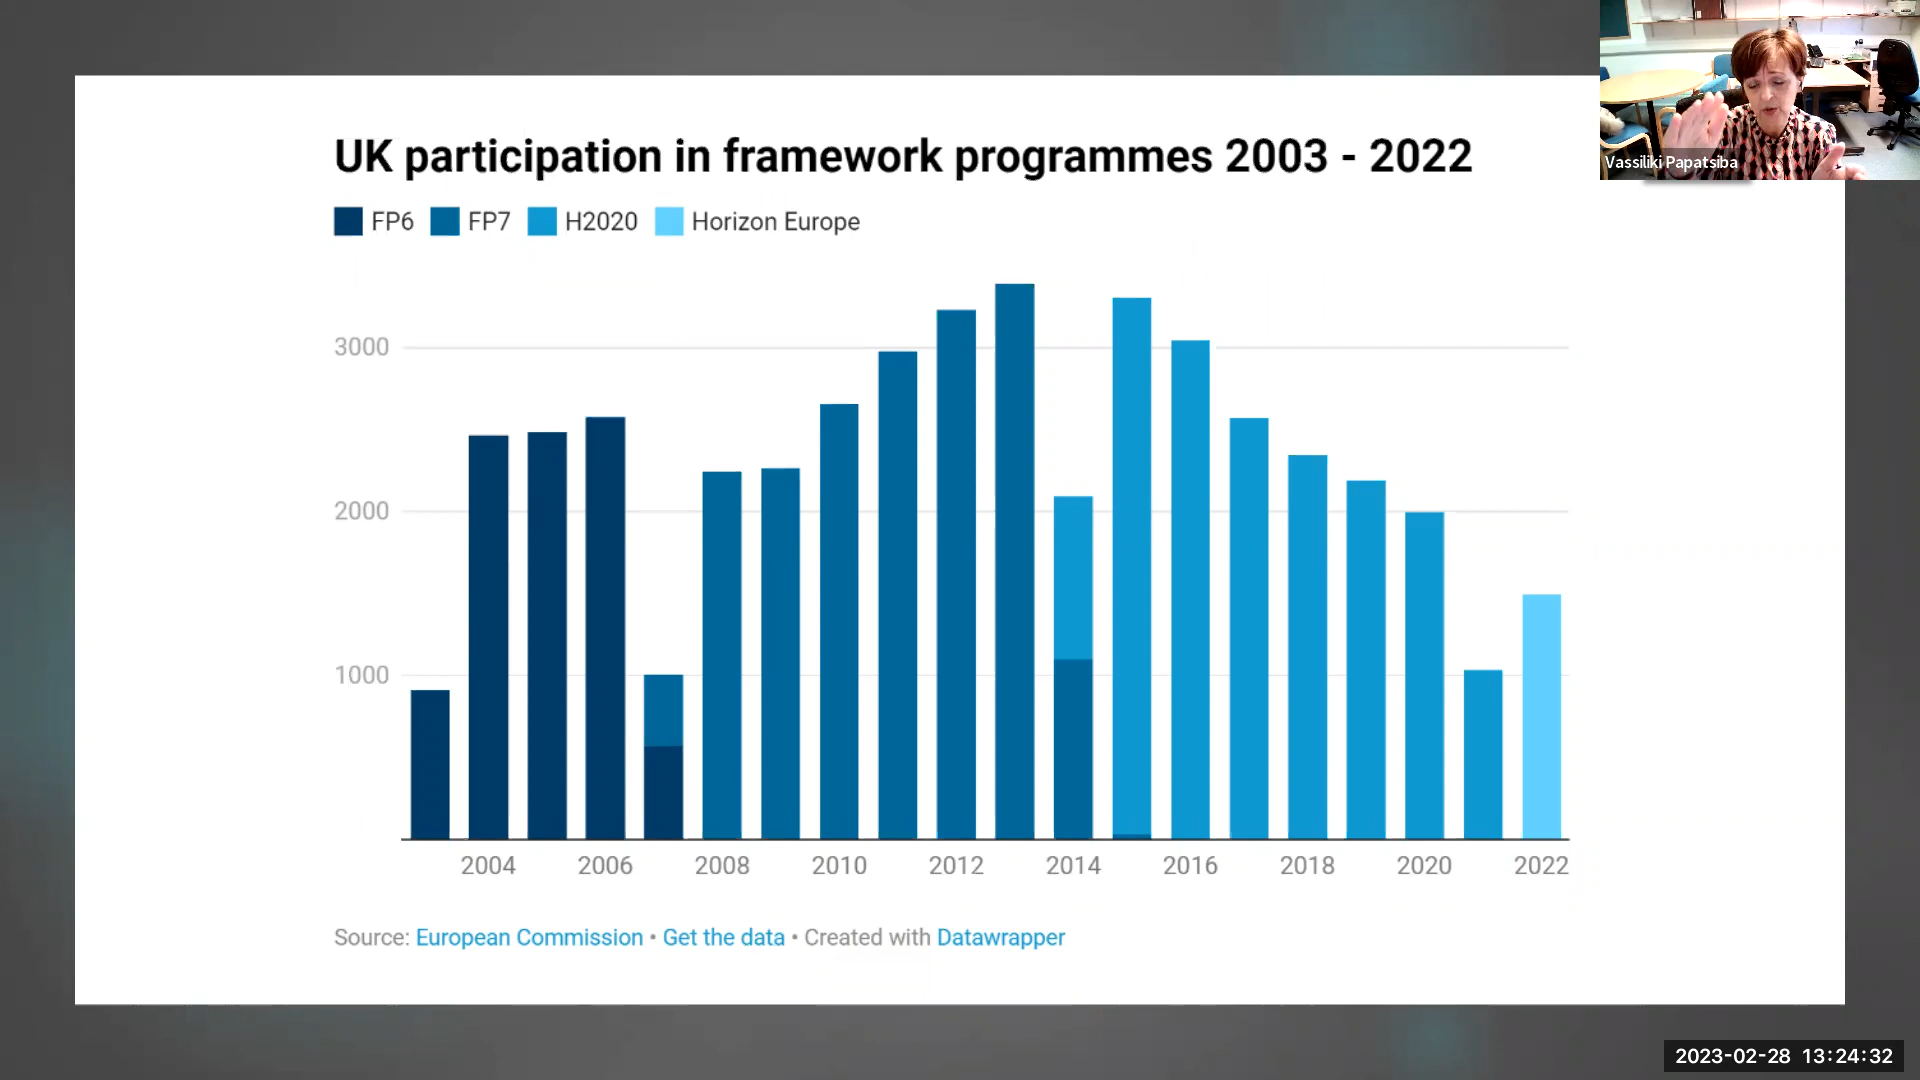 UK participation in framework programmes 2003 - 2022
FP6 FP7 H2020 Horizon Europe
3000
2000
1000
2004 2006 2008 2010 2012 2014 2016 2018 2020 2022
Source: European Commission • Get the data • Created with Datawrapper
Vassiliki Papatsiba
2023-02-28 13:24:32